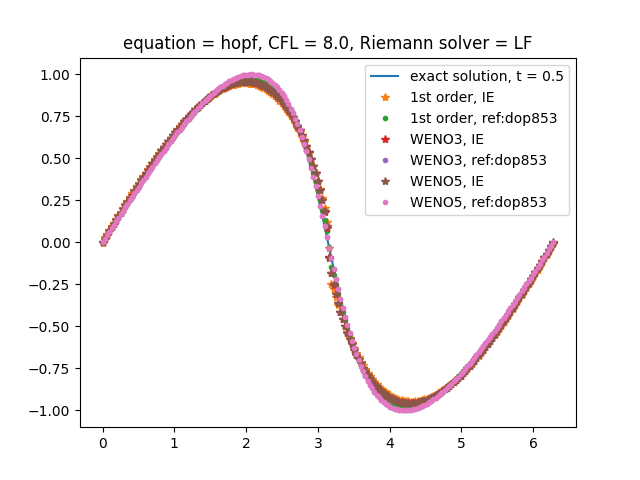 equation = hopf, CFL = 8.0, Riemann solver = LF
exact solution, t = 0.5
1st order, IE
1st order, ref:dop853
WENO3, IE
WENO3, ref:dop853
WENO5, IE
WENO5, ref:dop853
1.00
0.75
0.50
0.25
0.00
−0.25
−0.50
−0.75
−1.00
0 1 2 3 4 5 6